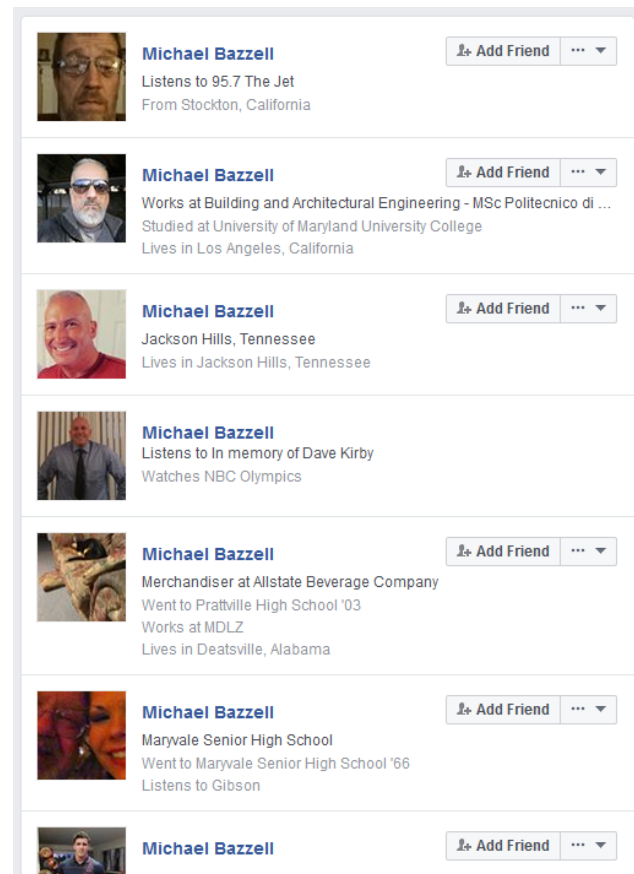 Michael Bazzell
Add Friend
Listens to 95.7 The Jet
From Stockton, California
Michael Bazzell
Add Friend
Works at Building and Architectural Engineering - MSc Politecnico di ...
Studied at University of Maryland University College
Lives in Los Angeles, California
Michael Bazzell
Add Friend
Jackson Hills, Tennessee
Lives in Jackson Hills, Tennessee
Michael Bazzell
Listens to In memory of Dave Kirby
Watches NBC Olympics
Michael Bazzell
Add Friend
Merchandiser at Allstate Beverage Company
Went to Prattville High School '03
Works at MDLZ
Lives in Deatsville, Alabama
Michael Bazzell
Add Friend
Maryvale Senior High School
Went to Maryvale Senior High School '66
Listens to Gibson
Michael Bazzell
Add Friend